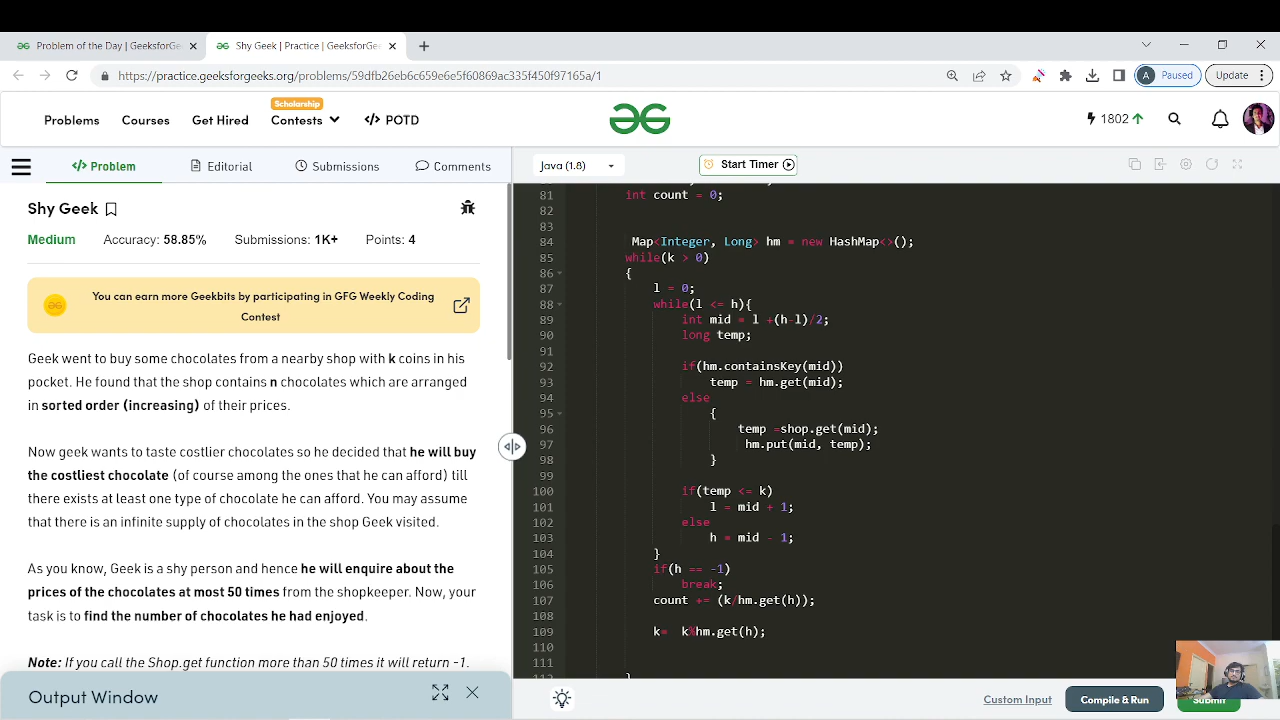 Problem of the Day | GeeksforGe
Shy Geek | Practice | GeeksforGe
https://practice.geeksforgeeks.org/problems/59dfb26eb6c659e6e5f60869ac335f450f97165a/1
A Paused
Update
Problems
Courses
Get Hired
Scholarship
Contests
</> POTD
1802
</> Problem
Editorial
Submissions
Comments
Java (1.8)
Start Timer
Shy Geek
Medium
Accuracy: 58.85%
Submissions: 1K+
Points: 4
You can earn more Geekbits by participating in GFG Weekly Coding
Contest
Geek went to buy some chocolates from a nearby shop with k coins in his
pocket. He found that the shop contains n chocolates which are arranged
in sorted order (increasing) of their prices.
Now geek wants to taste costlier chocolates so he decided that he will buy
the costliest chocolate (of course among the ones that he can afford) till
there exists at least one type of chocolate he can afford. You may assume
that there is an infinite supply of chocolates in the shop Geek visited.
As you know, Geek is a shy person and hence he will enquire about the
prices of the chocolates at most 50 times from the shopkeeper. Now, your
task is to find the number of chocolates he had enjoyed.
Note: If you call the Shop.get function more than 50 times it will return -1.
Output Window
81 int count = 0;
82
83
84 Map<Integer, Long> hm = new HashMap<>();
85 while(k > 0)
86 {
87 l = 0;
88 while(l <= h){
89 int mid = l +(h-l)/2;
90 long temp;
91
92 if(hm.containsKey(mid))
93 temp = hm.get(mid);
94 else
95 {
96 temp =shop.get(mid);
97 hm.put(mid, temp);
98 }
99
100 if(temp <= k)
101 l = mid + 1;
102 else
103 h = mid - 1;
104 }
105 if(h == -1)
106 break;
107 count += (k/hm.get(h));
108
109 k= k%hm.get(h);
110
111
Custom Input
Compile & Run
Submit